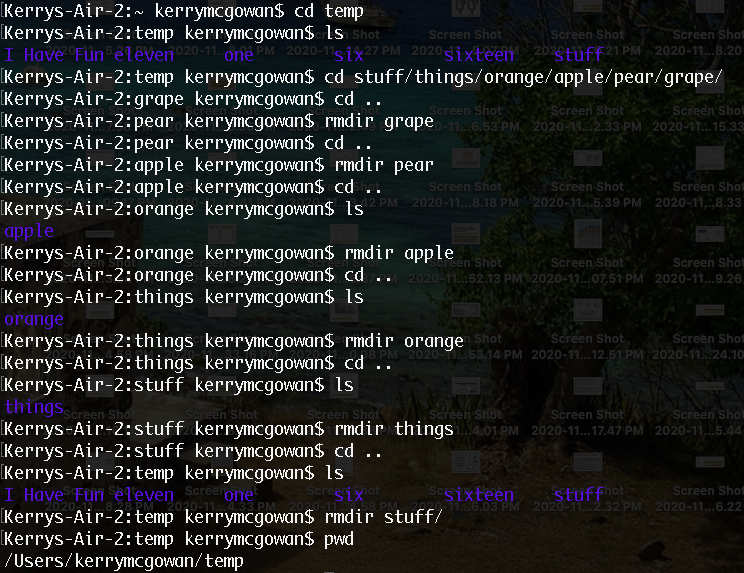 Kerrys-Air-2:~ kerrymcgowan$ cd temp
Kerrys-Air-2:temp kerrymcgowan$ ls
I Have Fun eleven one six sixteen stuff
Kerrys-Air-2:temp kerrymcgowan$ cd stuff/things/orange/apple/pear/grape/
Kerrys-Air-2:grape kerrymcgowan$ cd ..
Kerrys-Air-2:pear kerrymcgowan$ rmdir grape
Kerrys-Air-2:pear kerrymcgowan$ cd ..
Kerrys-Air-2:apple kerrymcgowan$ rmdir pear
Kerrys-Air-2:apple kerrymcgowan$ cd ..
Kerrys-Air-2:orange kerrymcgowan$ ls
apple
Kerrys-Air-2:orange kerrymcgowan$ rmdir apple
Kerrys-Air-2:orange kerrymcgowan$ cd ..
Kerrys-Air-2:things kerrymcgowan$ ls
orange
Kerrys-Air-2:things kerrymcgowan$ rmdir orange
Kerrys-Air-2:things kerrymcgowan$ cd ..
Kerrys-Air-2:stuff kerrymcgowan$ ls
things
Kerrys-Air-2:stuff kerrymcgowan$ rmdir things
Kerrys-Air-2:stuff kerrymcgowan$ cd ..
Kerrys-Air-2:temp kerrymcgowan$ ls
I Have Fun eleven one six sixteen stuff
Kerrys-Air-2:temp kerrymcgowan$ rmdir stuff/
Kerrys-Air-2:temp kerrymcgowan$ pwd
/Users/kerrymcgowan/temp